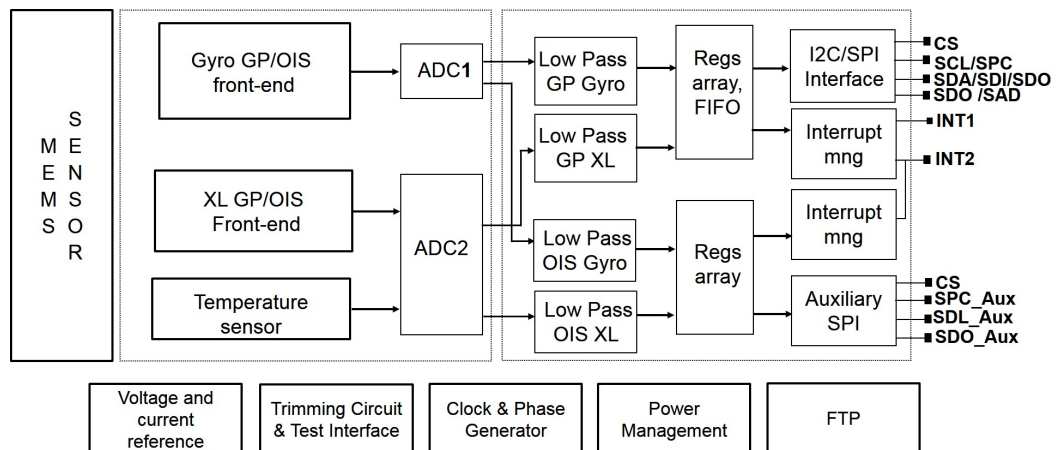 MEMS
SENSOR
Gyro GP/OIS
front-end
XL GP/OIS
Front-end
Temperature
sensor
ADC1
ADC2
Low Pass
GP Gyro
Low Pass
GP XL
Low Pass
OIS Gyro
Low Pass
OIS XL
Regs
array,
FIFO
Regs
array
I2C/SPI
Interface
Interrupt
mng
Interrupt
mng
Auxiliary
SPI
CS
SCL/SPC
SDA/SDI/SDO
SDO /SAD
INT1
INT2
CS
SPC_Aux
SDL_Aux
SDO_Aux
Voltage and
current
reference
Trimming Circuit
& Test Interface
Clock & Phase
Generator
Power
Management
FTP